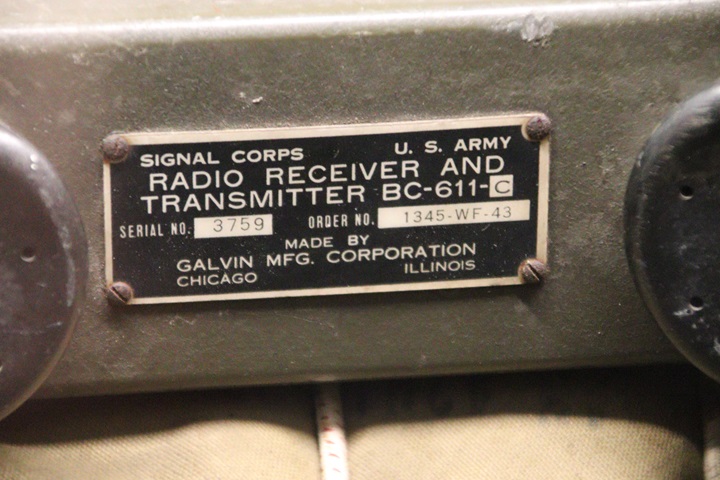 SIGNAL CORPS U. S. ARMY
RADIO RECEIVER AND
TRANSMITTER BC-611-C
SERIAL NO. 3759 ORDER NO. 1345-WF-43
MADE BY
GALVIN MFG. CORPORATION
CHICAGO ILLINOIS